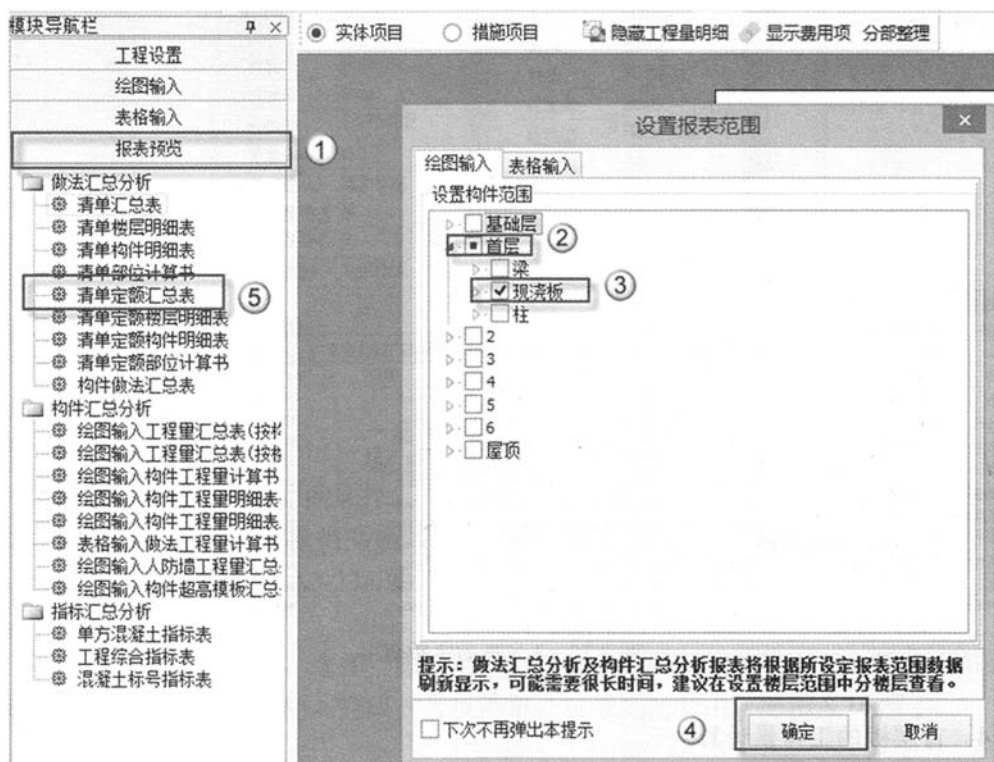 模块导航栏
工程设置
绘图输入
表格输入
报表预览
①
做法汇总分析
清单汇总表
清单楼层明细表
清单构件明细表
清单部位计算书
清单定额汇总表
⑤
清单定额楼层明细表
清单定额构件明细表
清单定额部位计算书
构件做法汇总表
构件汇总分析
绘图输入工程量汇总表(按构
绘图输入工程量汇总表(按构
绘图输入构件工程量计算书
绘图输入构件工程量明细表
绘图输入构件工程量明细表
表格输入做法工程量计算书
绘图输入人防墙工程量汇总
绘图输入构件超高模板汇总
指标汇总分析
单方混凝土指标表
工程综合指标表
混凝土标号指标表
实体项目 措施项目 隐藏工程量明细 显示费用项 分部整理
设置报表范围
绘图输入 表格输入
设置构件范围
基础层
首层 ②
梁
现浇板 ③
柱
2
3
4
5
6
屋顶
提示：做法汇总分析及构件汇总分析报表将根据所设定报表范围数据
刷新显示，可能需要很长时间，建议在设置楼层范围中分楼层查看。
下次不再弹出本提示 ④ 确定 取消